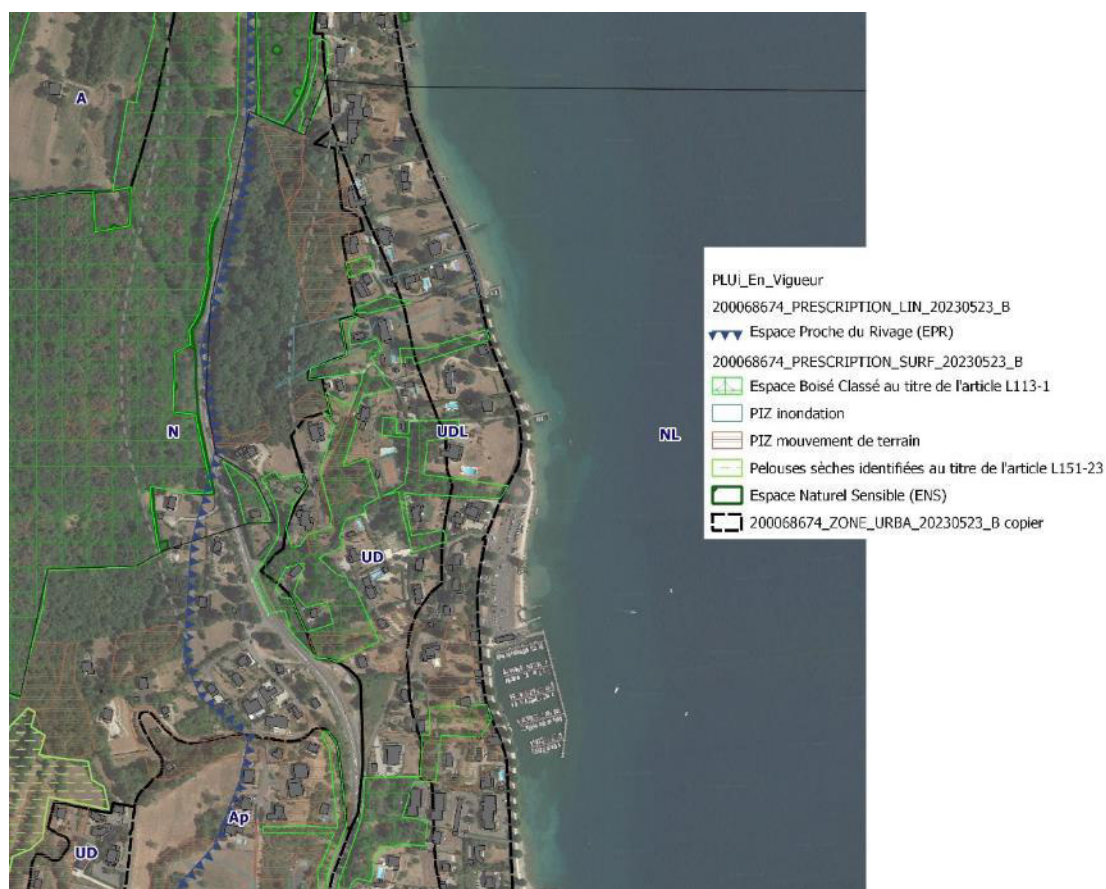 A
PLUi_En_Vigueur
200068674_PRESCRIPTION_LIN_20230523_B
Espace Proche du Rivage (EPR)
200068674_PRESCRIPTION_SURF_20230523_B
Espace Boisé Classé au titre de l'article L113-1
PIZ inondation
PIZ mouvement de terrain
Pelouses sèches identifiées au titre de l'article L151-23
Espace Naturel Sensible (ENS)
200068674_ZONE_URBA_20230523_B copier
N
UDL
NL
UD
Ap
UD